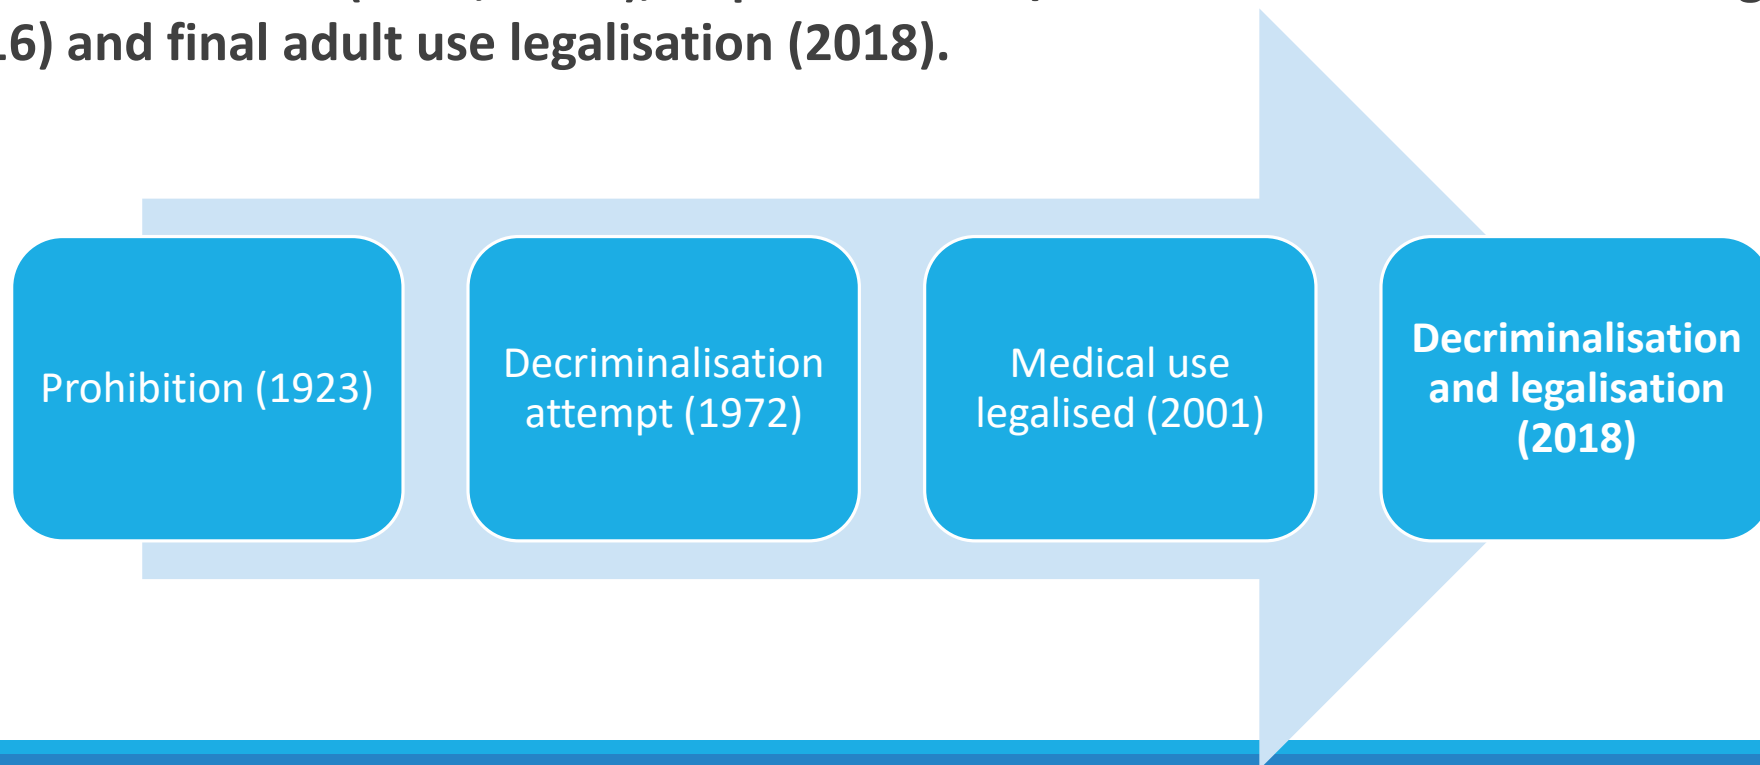 .6) and final adult use legalisation (2018).
Prohibition (1923)
Decriminalisation
attempt (1972)
Medical use
legalised (2001)
Decriminalisation
and legalisation
(2018)